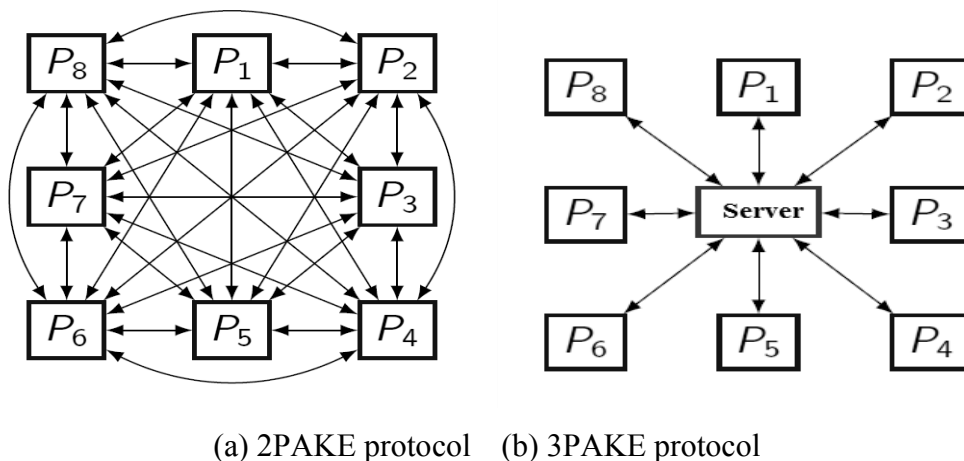 P8 P1 P2
P7 P3
P6 P5 P4
P8 P1 P2
P7 Server P3
P6 P5 P4
(a) 2PAKE protocol (b) 3PAKE protocol